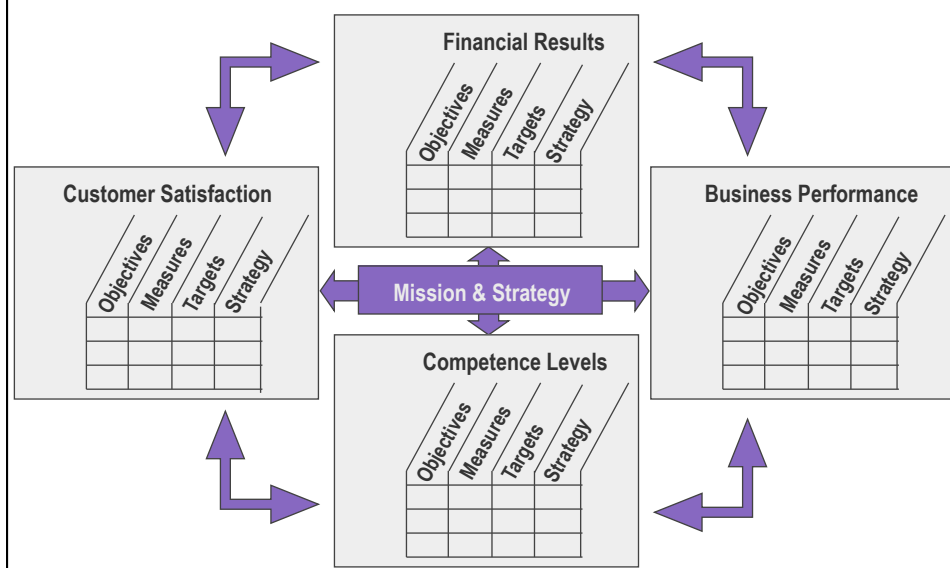 Financial Results
Objectives
Measures
Targets
Strategy
Customer Satisfaction
Objectives
Measures
Targets
Strategy
Mission & Strategy
Business Performance
Objectives
Measures
Targets
Strategy
Competence Levels
Objectives
Measures
Targets
Strategy